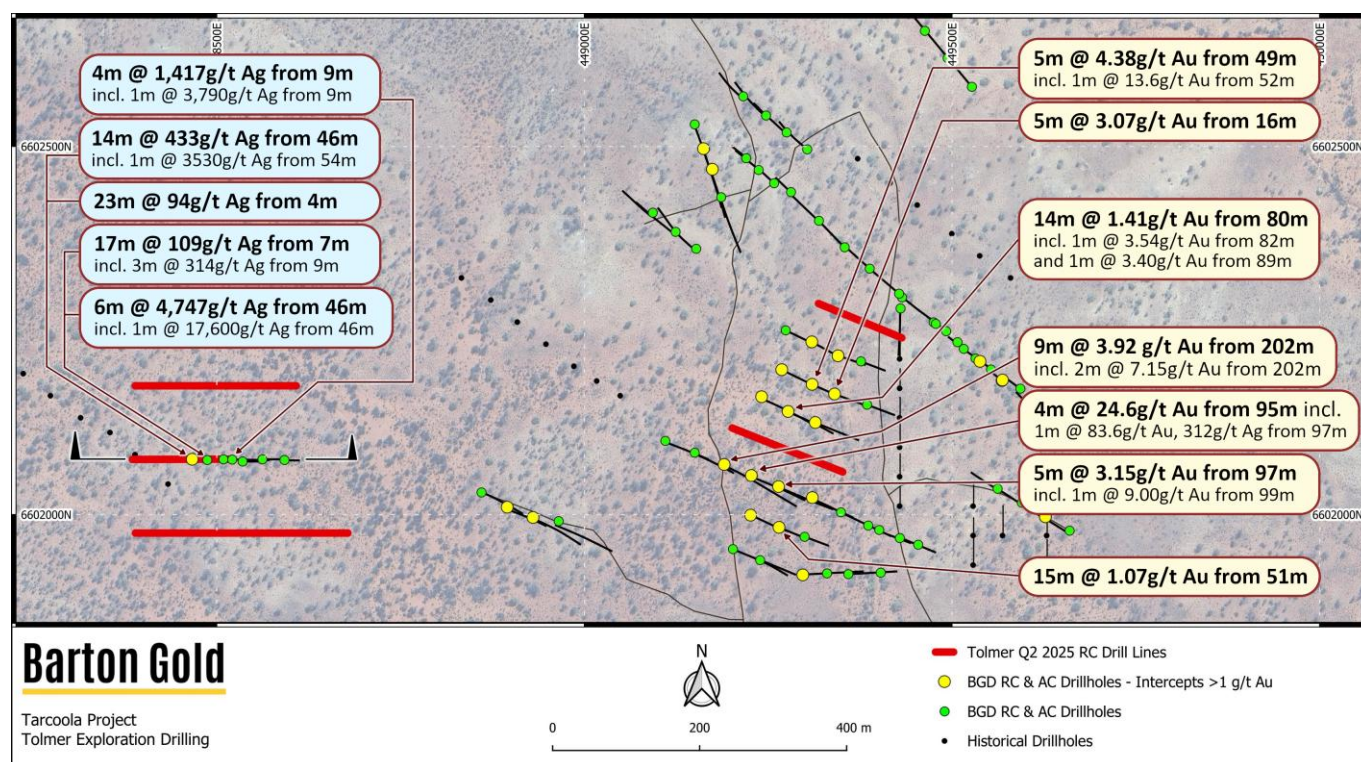 8500E
449000E
449500E
0000E
6602500N
6602500N
6602000N
6602000N
4m @ 1,417g/t Ag from 9m
incl. 1m @ 3,790g/t Ag from 9m
14m @ 433g/t Ag from 46m
incl. 1m @ 3530g/t Ag from 54m
23m @ 94g/t Ag from 4m
17m @ 109g/t Ag from 7m
incl. 3m @ 314g/t Ag from 9m
6m @ 4,747g/t Ag from 46m
incl. 1m @ 17,600g/t Ag from 46m
5m @ 4.38g/t Au from 49m
incl. 1m @ 13.6g/t Au from 52m
5m @ 3.07g/t Au from 16m
14m @ 1.41g/t Au from 80m
incl. 1m @ 3.54g/t Au from 82m
and 1m @ 3.40g/t Au from 89m
9m @ 3.92 g/t Au from 202m
incl. 2m @ 7.15g/t Au from 202m
4m @ 24.6g/t Au from 95m incl.
1m @ 83.6g/t Au, 312g/t Ag from 97m
5m @ 3.15g/t Au from 97m
incl. 1m @ 9.00g/t Au from 99m
15m @ 1.07g/t Au from 51m
Barton Gold
Tarcoola Project
Tolmer Exploration Drilling
N
0 200 400 m
Tolmer Q2 2025 RC Drill Lines
BGD RC & AC Drillholes - Intercepts >1 g/t Au
BGD RC & AC Drillholes
Historical Drillholes